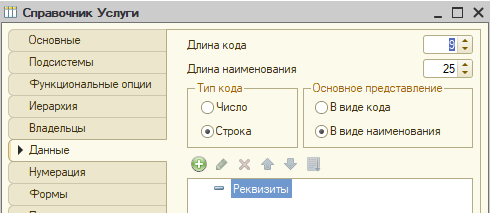 Справочник Услуги
Основные
Подсистемы
Функциональные опции
Иерархия
Владельцы
Данные
Нумерация
Формы
Длина кода 9
Длина наименования 25
Тип кода
Число
Строка
Основное представление
В виде кода
В виде наименования
Реквизиты